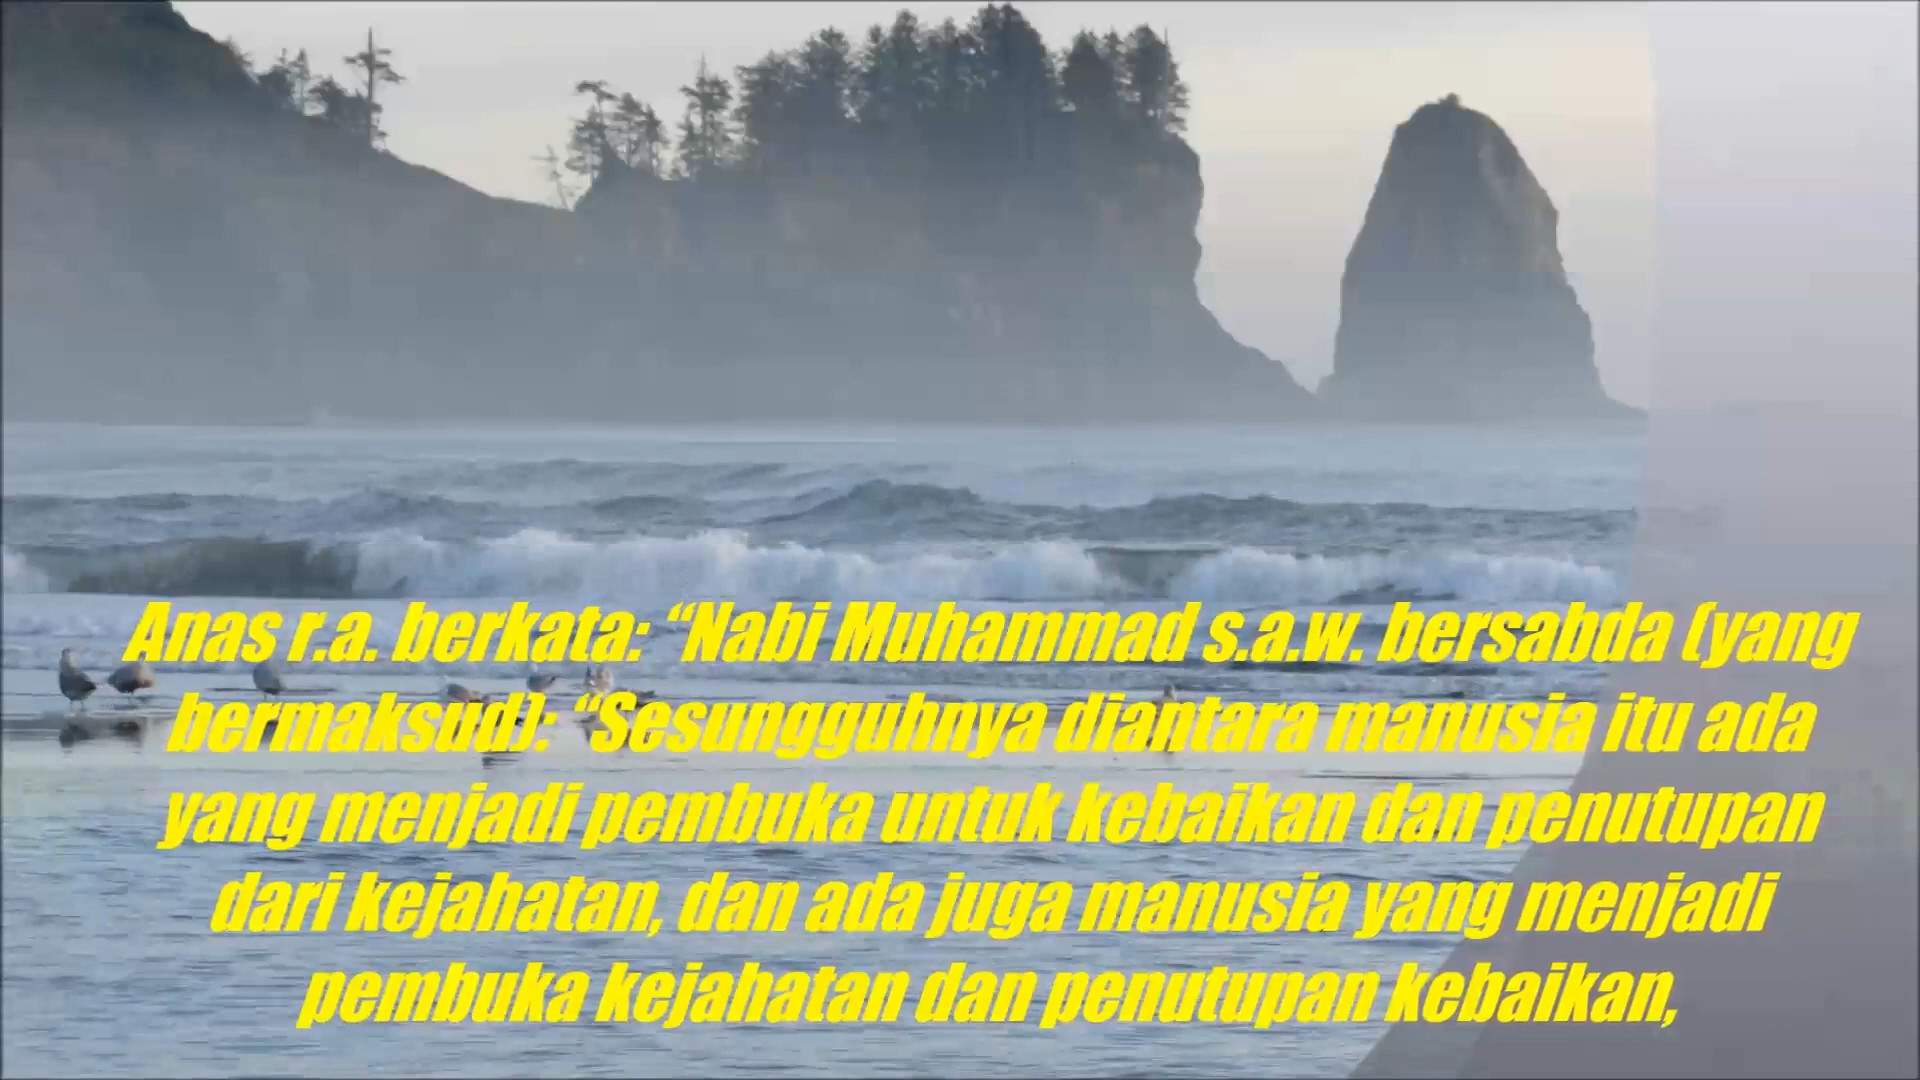 Anas r.a. berkata: “Nabi Muhammad s.a.w. bersabda (yang
bermaksud): “Sesungguhnya diantara manusia itu ada
yang menjadi pembuka untuk kebaikan dan penutupan
dari kejahatan, dan ada juga manusia yang menjadi
pembuka kejahatan dan penutupan kebaikan,